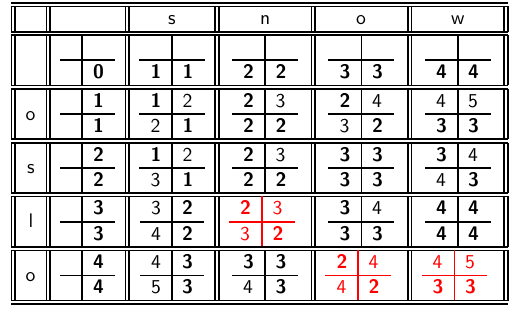 s n o w
0 1 1 2 2 3 3 4 4
1 1 2 2 3 2 4 4 5
o
1 2 1 2 2 3 2 3 3
2 1 2 2 3 3 3 3 4
s
2 3 1 2 2 3 3 4 3
3 3 2 2 3 3 4 4 4
l
3 4 2 3 2 3 3 4 4
4 4 3 3 3 2 4 4 5
o
4 5 3 4 3 4 2 3 3